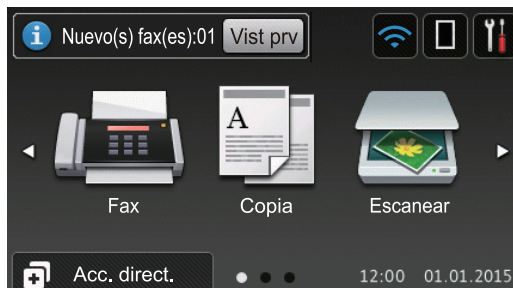 Nuevo(s) fax(es):01 Vist prv
A
Fax Copia Escanear
Acc. direct. 12:00 01.01.2015